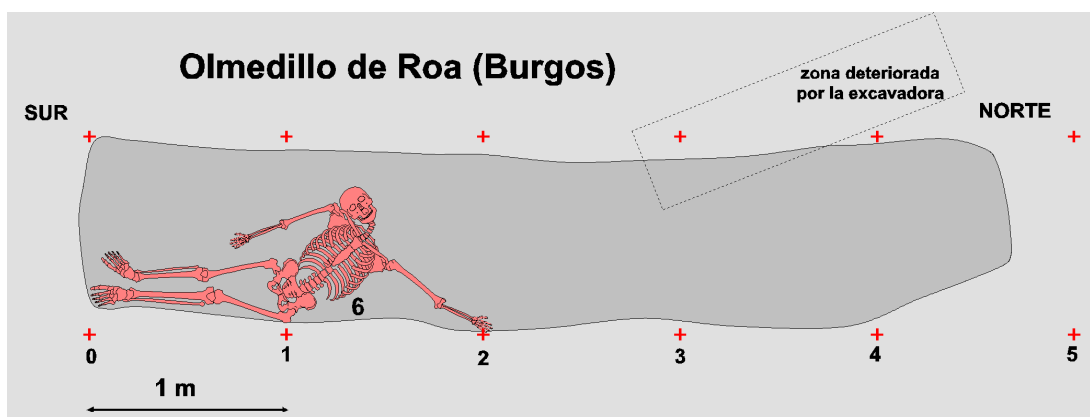 Olmedillo de Roa (Burgos)
zona deteriorada
por la excavadora
SUR
NORTE
6
0
1
2
3
4
5
1 m